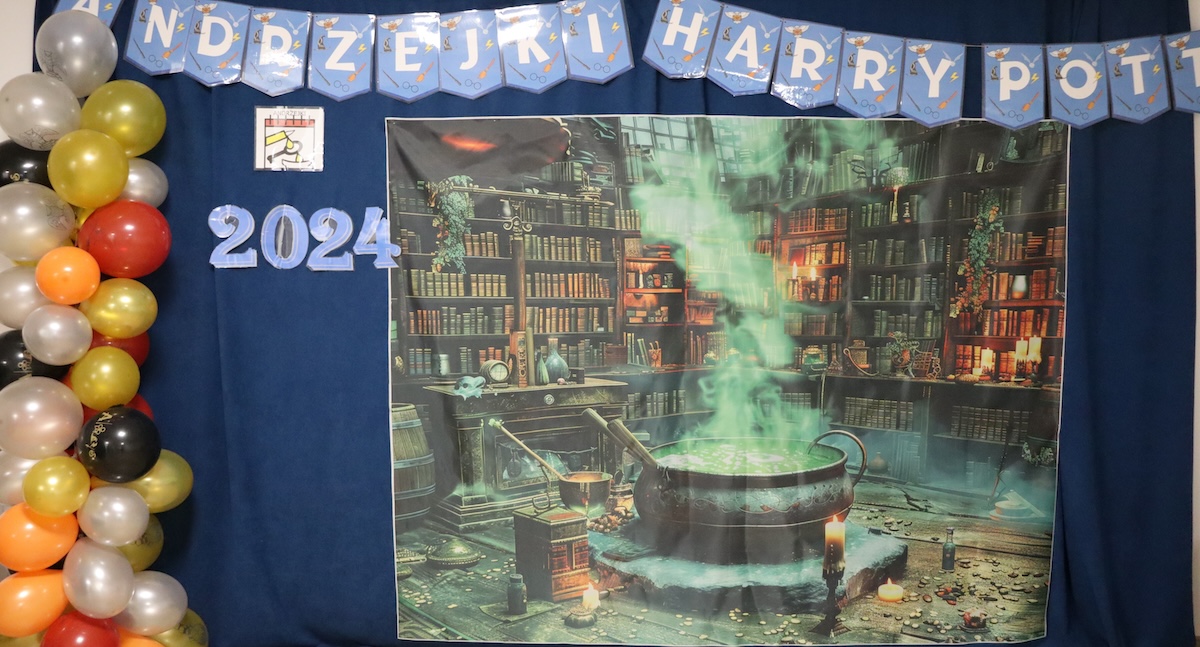 ANDRZEJKI HARRY POTT
2024